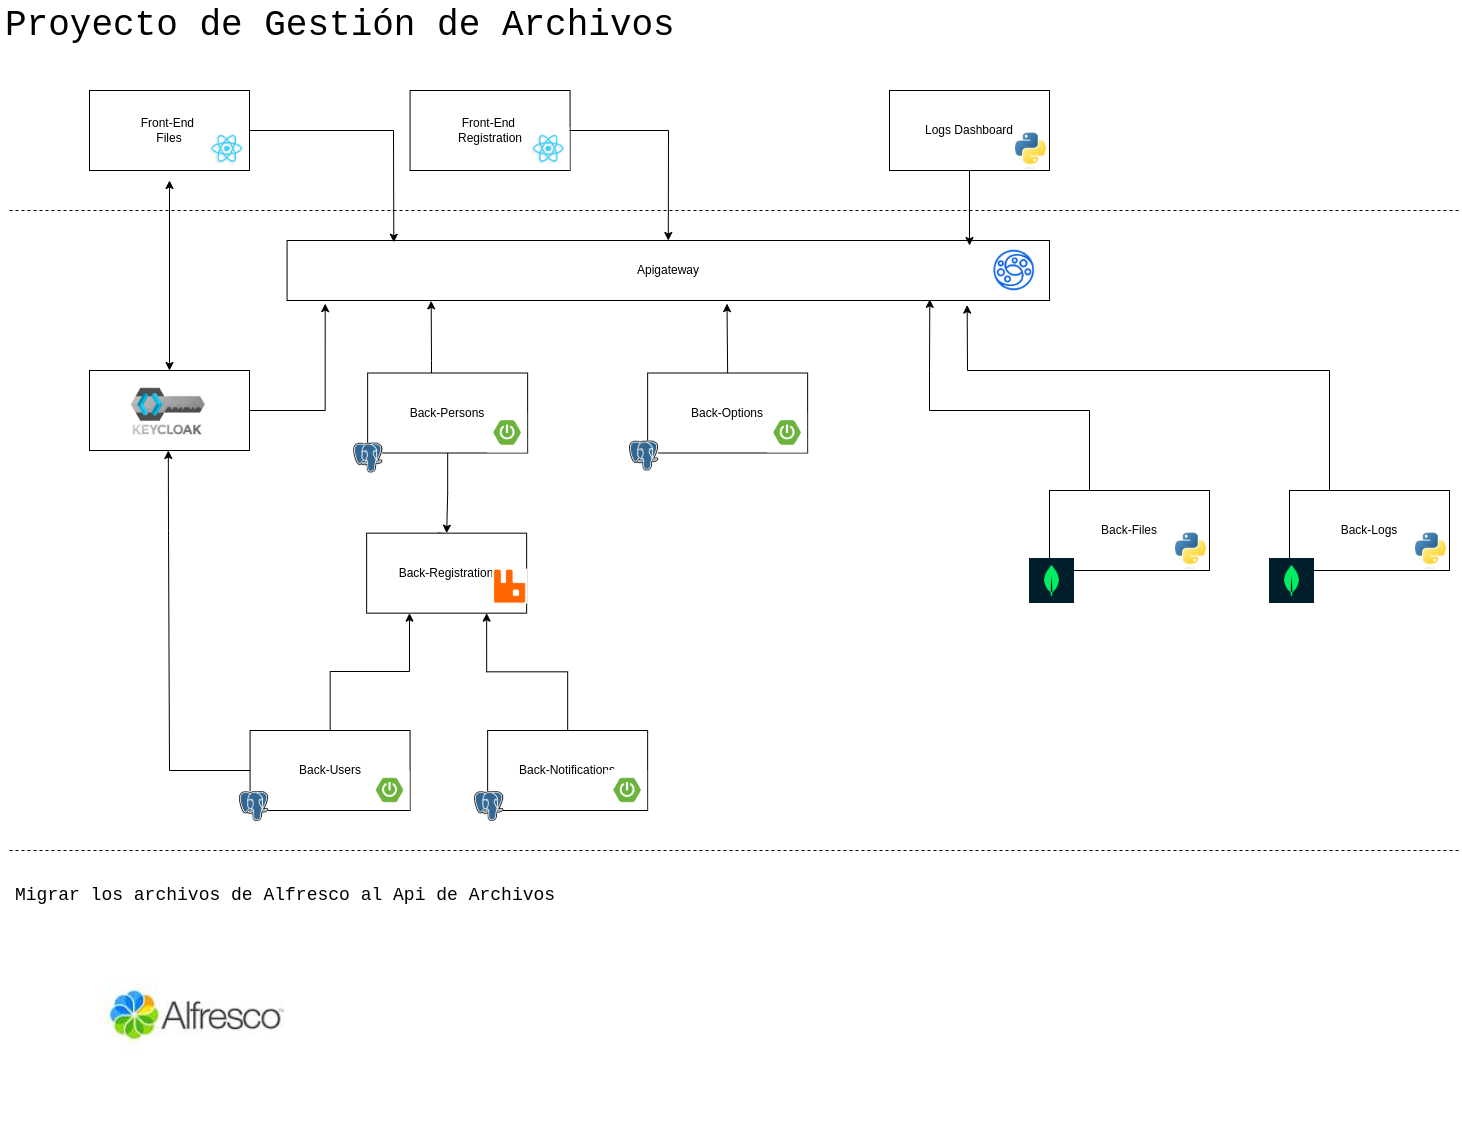 Proyecto de Gestión de Archivos
Front-End
Files
Front-End
Registration
Logs Dashboard
Apigateway
KEYCLOAK
Back-Persons
Back-Options
Back-Files
Back-Logs
Back-Registration
Back-Users
Back-Notifications
Migrar los archivos de Alfresco al Api de Archivos
Alfresco